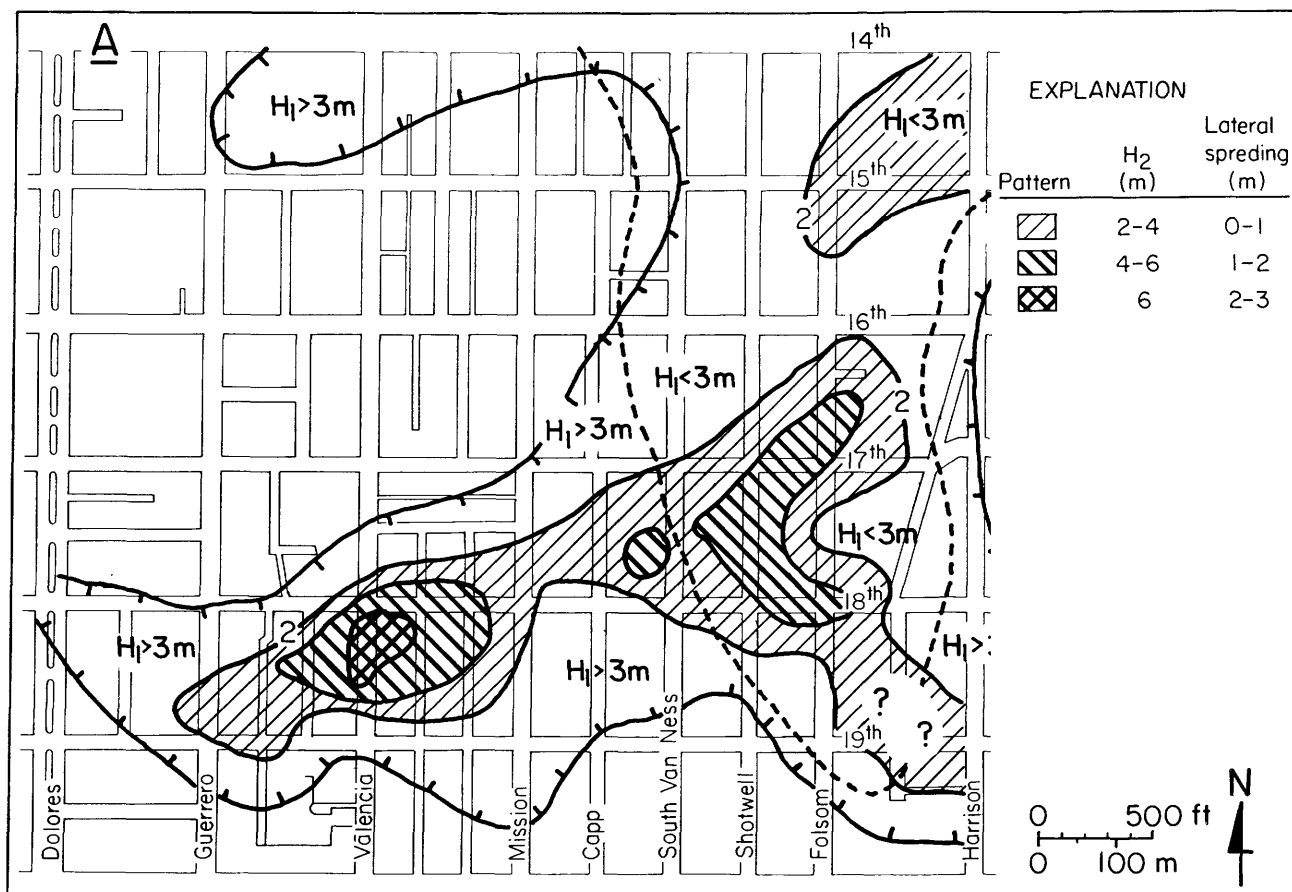 A
14th
H1>3m
H1<3m
15th
2
16th
H1<3m
2
H1>3m
17th
H1<3m
18th
2
H1>3m
H1>3m
H1>
?
?
19th
Dolores
Guerrero
Valencia
Mission
Capp
South Van Ness
Shotwell
Folsom
Harrison
EXPLANATION
Pattern H2 (m) Lateral spreding (m)
2-4 0-1
4-6 1-2
6 2-3
N
0 500 ft
0 100 m